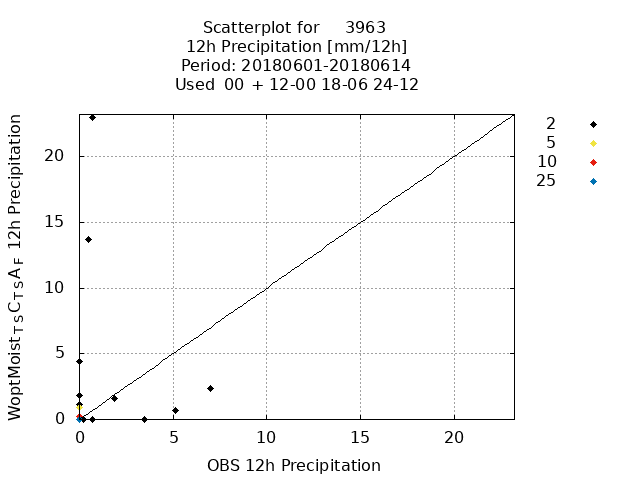 Scatterplot for 3963
12h Precipitation [mm/12h]
Period: 20180601-20180614
Used 00 + 12-00 18-06 24-12
WoptMoist_TSCTSA_F 12h Precipitation
20
15
10
5
0
0 5 10 15 20
OBS 12h Precipitation
2
5
10
25